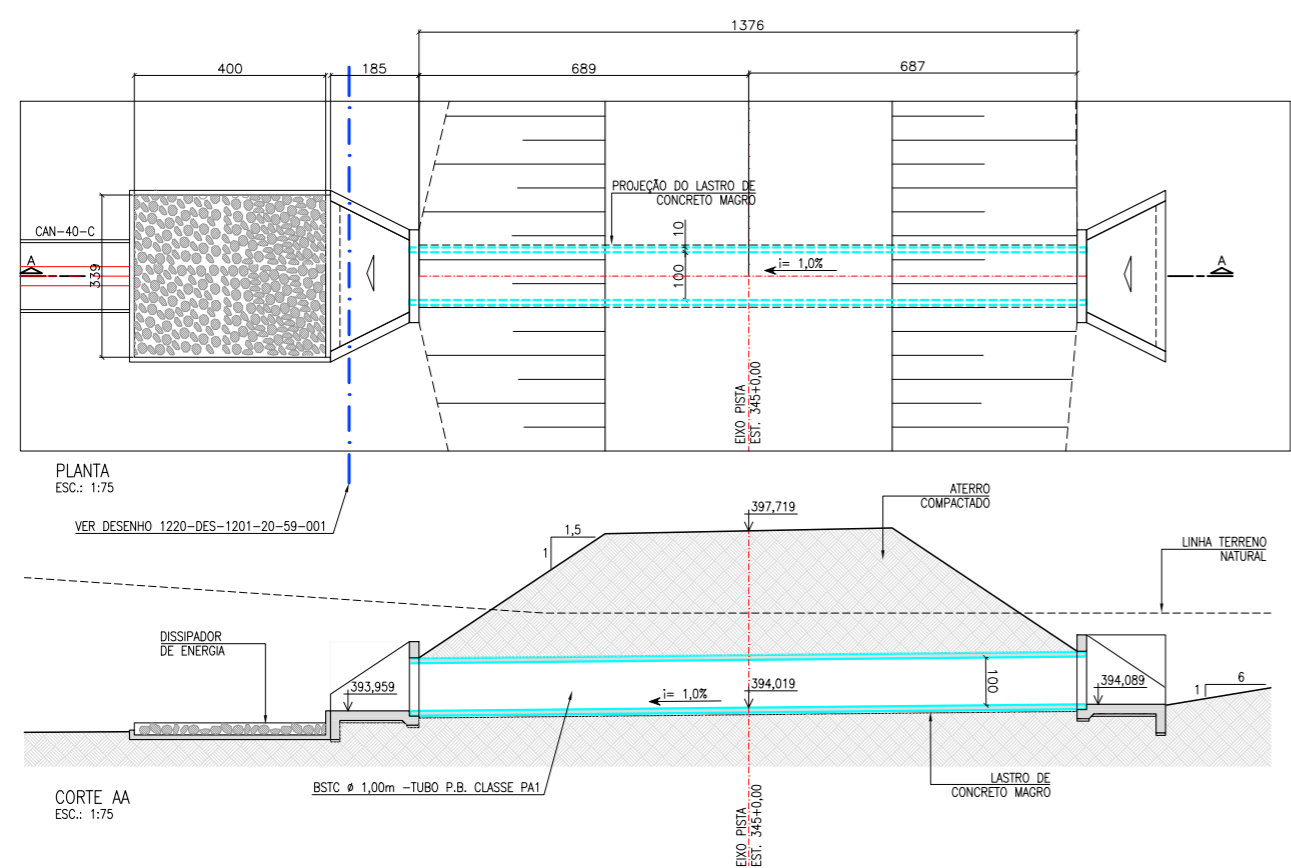 1376
400
185
689
687
PROJEÇÃO DO LASTRO DE
CONCRETO MAGRO
10
CAN-40-C
A
339
100
i= 1,0%
A
EIXO PISTA
EST. 345+0,00
PLANTA
ESC.: 1:75
VER DESENHO 1220-DES-1201-20-59-001
ATERRO
COMPACTADO
397,719
1,5
1
LINHA TERRENO
NATURAL
DISSIPADOR
DE ENERGIA
393,959
i= 1,0%
394,019
100
394,089
6
1
BSTC ø 1,00m -TUBO P.B. CLASSE PA1
LASTRO DE
CONCRETO MAGRO
CORTE AA
ESC.: 1:75
EIXO PISTA
EST. 345+0,00